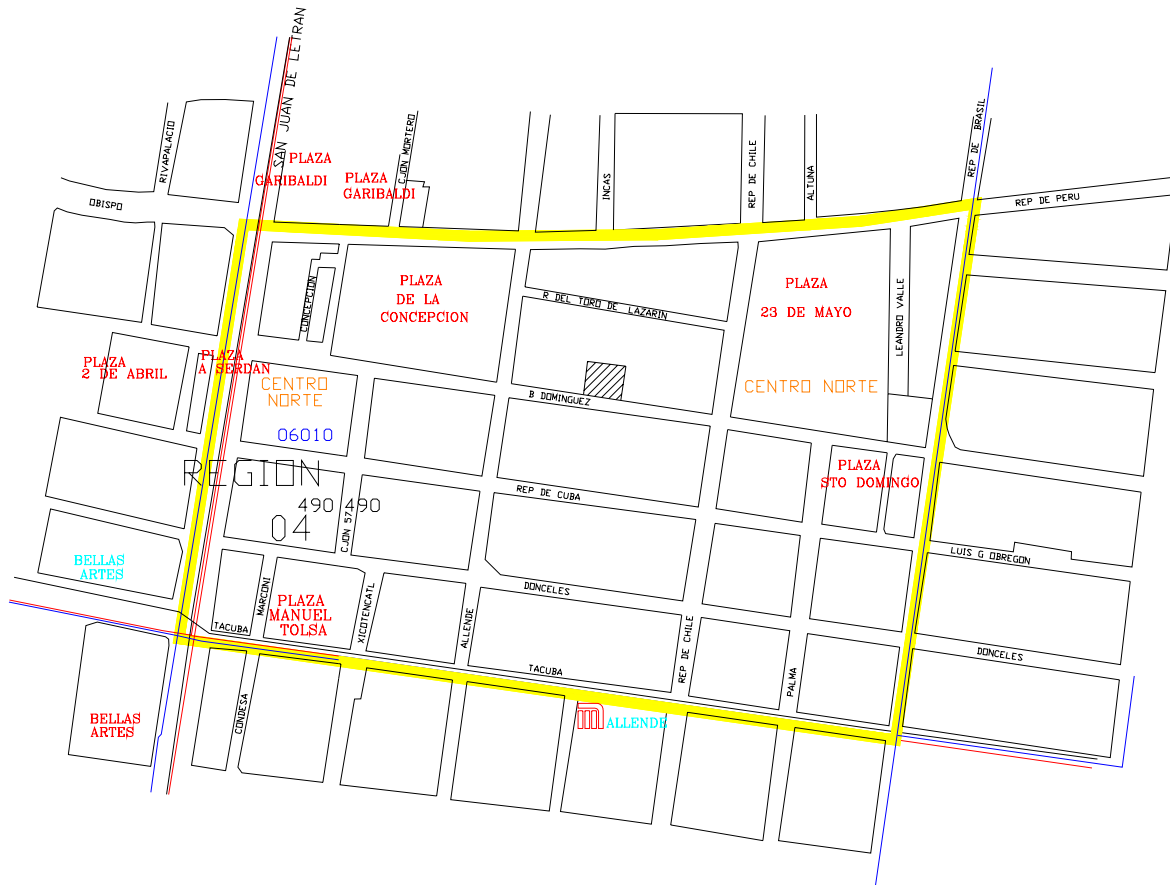 SAN JUAN DE LETRAN
RIVAPALACIO
OBISPO
PLAZA
GARIBALDI
PLAZA
GARIBALDI
CJON MORTERO
INCAS
REP DE CHILE
ALTUNA
REP DE BRASIL
REP DE PERU
CONCEPCION
PLAZA
DE LA
CONCEPCION
R DEL TORO DE LAZARIN
PLAZA
23 DE MAYO
LEANDRO VALLE
PLAZA
2 DE ABRIL
PLAZA
A SERDAN
CENTRO
NORTE
06010
B DOMINGUEZ
CENTRO NORTE
REGION
04
490 490
CJON 57
REP DE CUBA
PLAZA
STO DOMINGO
LUIS G OBREGON
BELLAS
ARTES
TACUBA
MARCONI
PLAZA
MANUEL
TOLSA
XICOTENCATL
ALLENDE
DONCELES
TACUBA
REP DE CHILE
PALMA
DONCELES
BELLAS
ARTES
CONDESA
ALLENDE